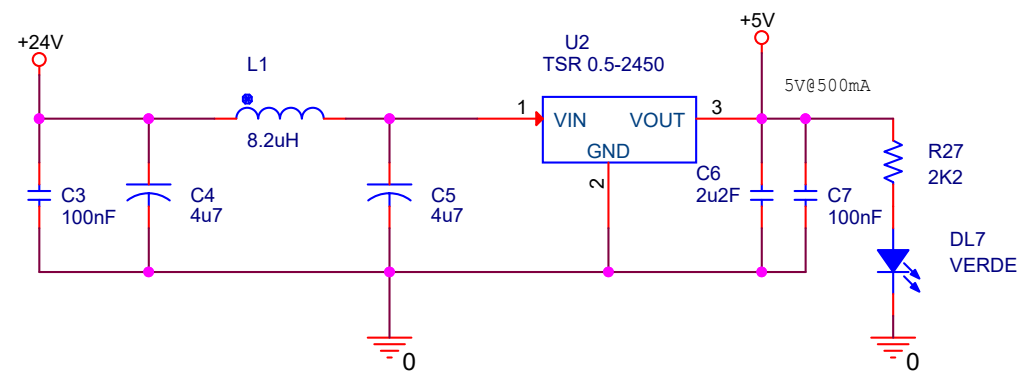 +24V
+5V
L1
U2
TSR 0.5-2450
5V@500mA
1
VIN
VOUT
3
8.2uH
GND
2
C3
100nF
C4
4u7
C5
4u7
C6
2u2F
C7
100nF
R27
2K2
DL7
VERDE
0
0